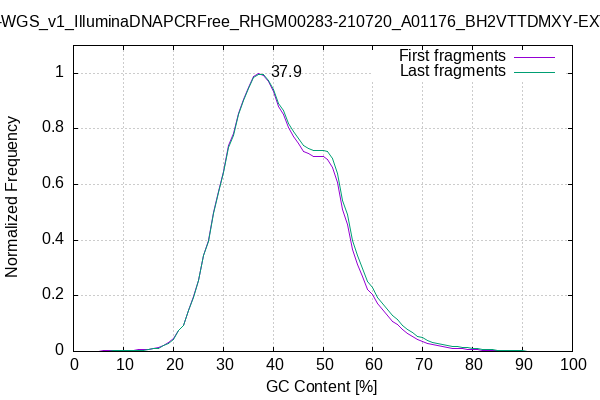 -WGS_v1_IlluminaDNAPCRFree_RHGM00283-210720_A01176_BH2VTTDMXY-EX
First fragments
Last fragments
37.9
1
0.8
0.6
0.4
0.2
0
Normalized Frequency
0 10 20 30 40 50 60 70 80 90 100
GC Content [%]